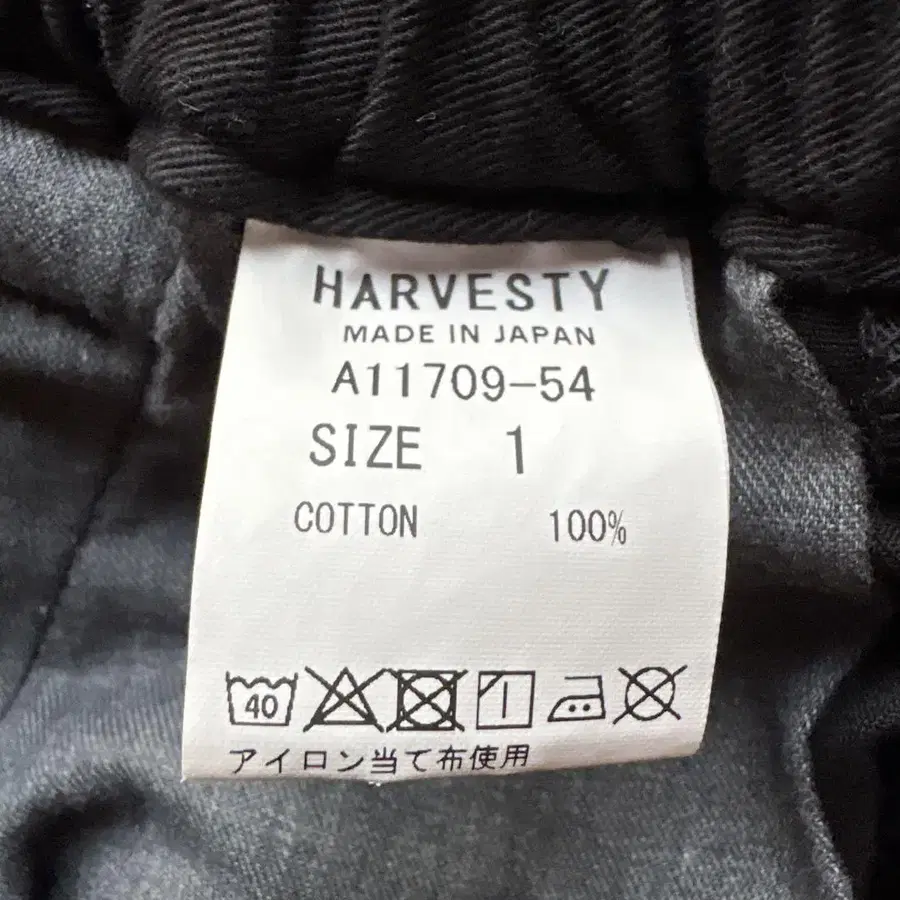 HARVESTY
MADE IN JAPAN
A11709-54
SIZE 1
COTTON 100%
40
アイロン当て布使用